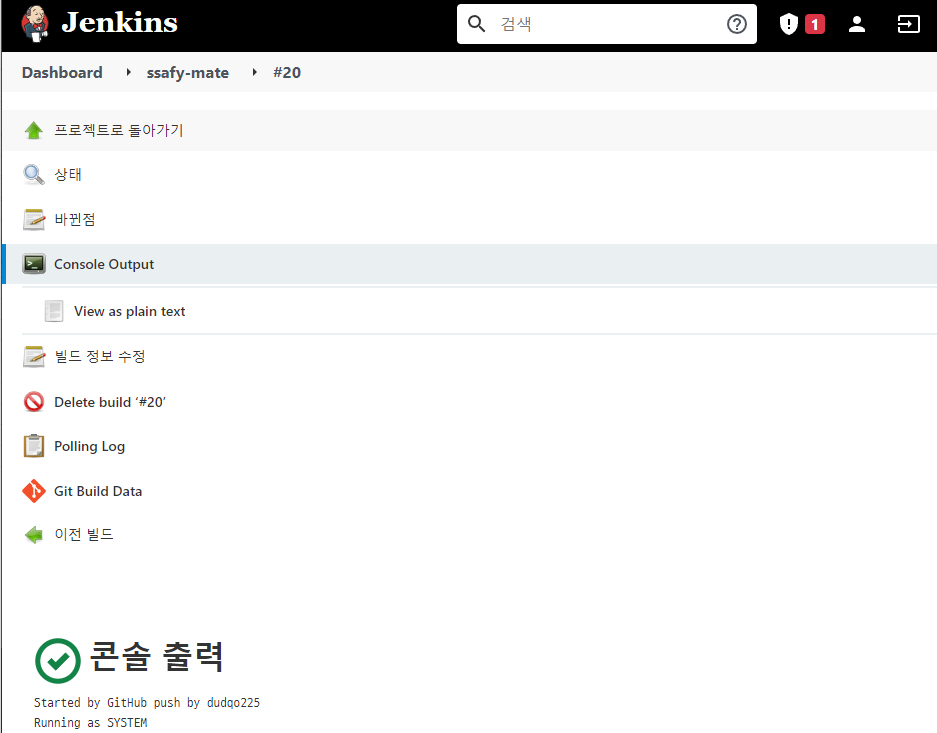 Jenkins
검색
1
Dashboard ssafy-mate #20
프로젝트로 돌아가기
상태
바뀐점
Console Output
View as plain text
빌드 정보 수정
Delete build ‘#20’
Polling Log
Git Build Data
이전 빌드
콘솔 출력
Started by GitHub push by dudqo225
Running as SYSTEM